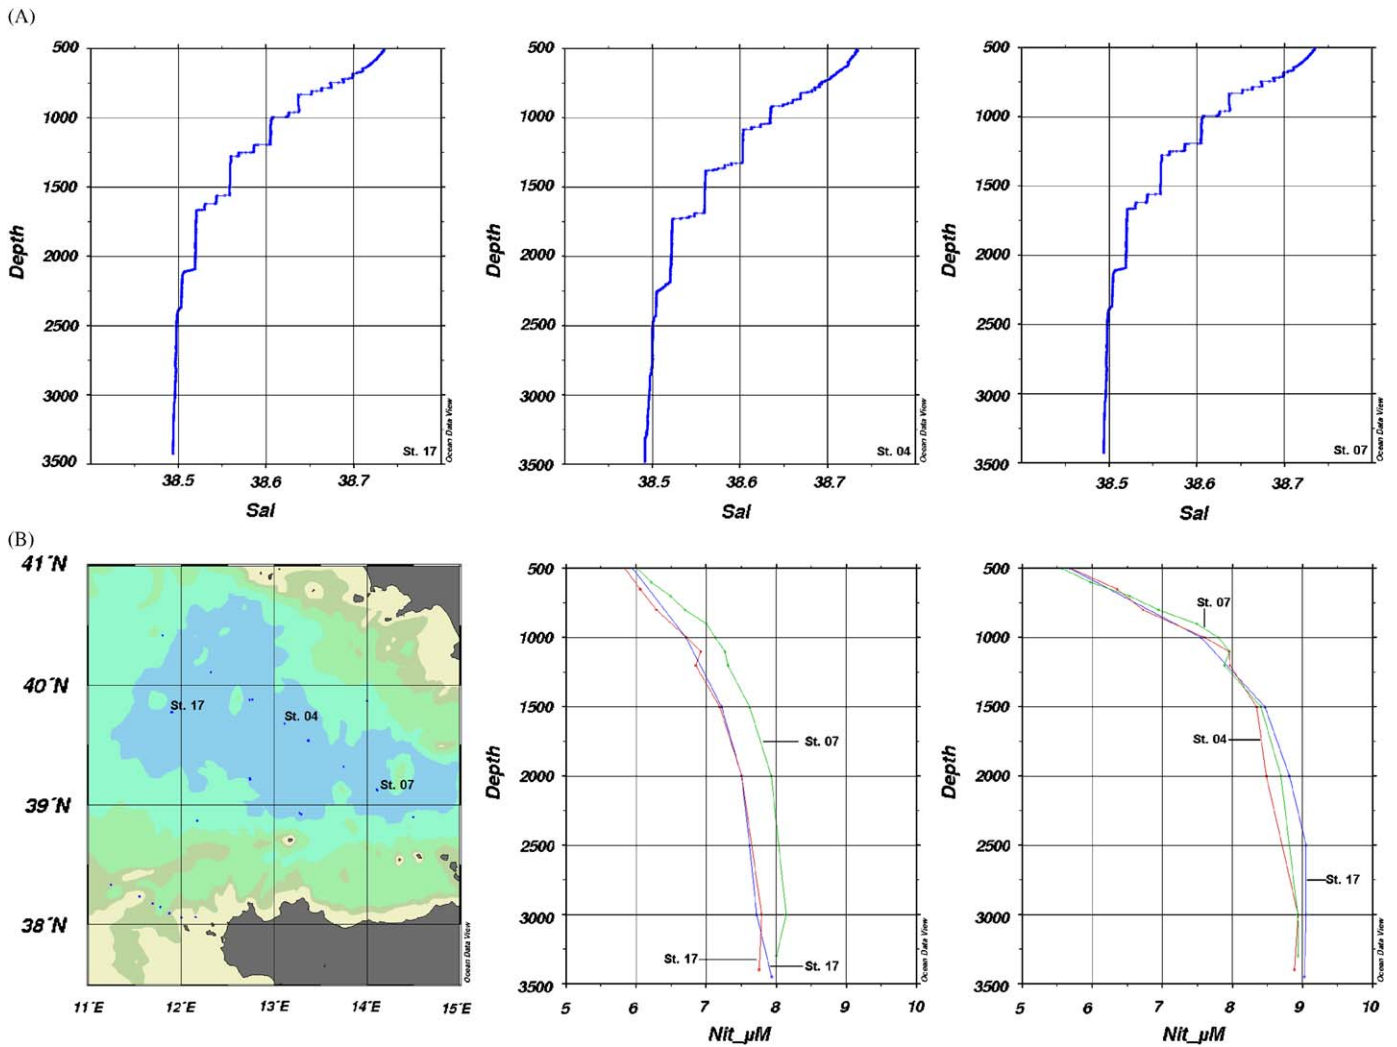 (A)
500
1000
1500
2000
2500
3000
3500
Depth
38.5 38.6 38.7
Sal
St. 17
Ocean Data View
500
1000
1500
2000
2500
3000
3500
Depth
38.5 38.6 38.7
Sal
St. 04
Ocean Data View
500
1000
1500
2000
2500
3000
3500
Depth
38.5 38.6 38.7
Sal
St. 07
Ocean Data View
(B)
41˚N
40˚N
39˚N
38˚N
St. 17
St. 04
St. 07
11˚E 12˚E 13˚E 14˚E 15˚E
Ocean Data View
500
1000
1500
2000
2500
3000
3500
Depth
St. 07
St. 17
St. 17
5 6 7 8 9 10
Nit_µM
Ocean Data View
500
1000
1500
2000
2500
3000
3500
Depth
St. 07
St. 04
St. 17
5 6 7 8 9 10
Nit_µM
Ocean Data View